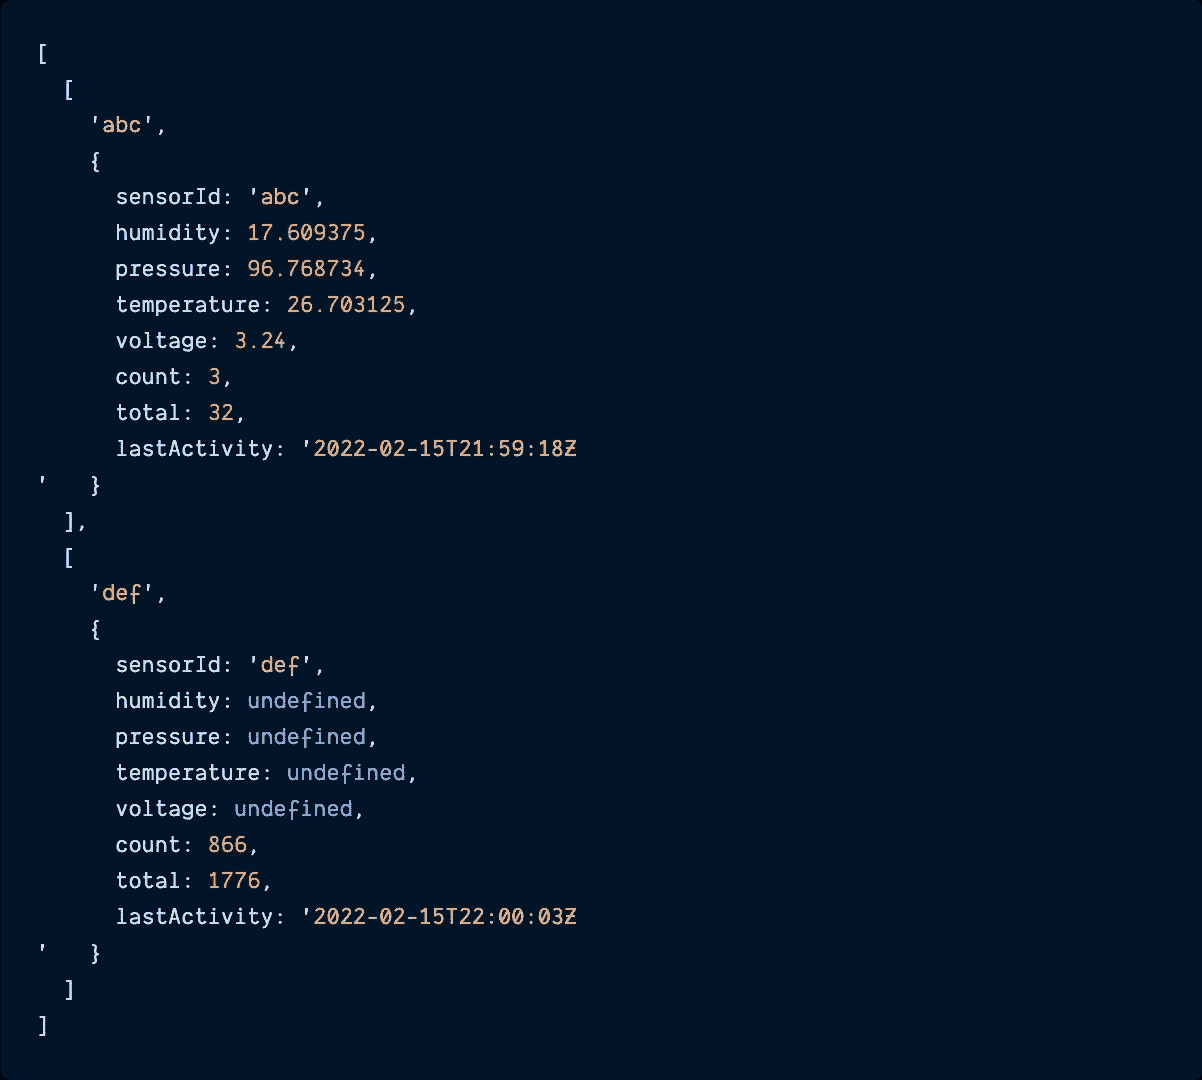 [
  [
    'abc',
    {
      sensorId: 'abc',
      humidity: 17.609375,
      pressure: 96.768734,
      temperature: 26.703125,
      voltage: 3.24,
      count: 3,
      total: 32,
      lastActivity: '2022-02-15T21:59:18Z
'   }
  ],
  [
    'def',
    {
      sensorId: 'def',
      humidity: undefined,
      pressure: undefined,
      temperature: undefined,
      voltage: undefined,
      count: 866,
      total: 1776,
      lastActivity: '2022-02-15T22:00:03Z
'   }
  ]
]